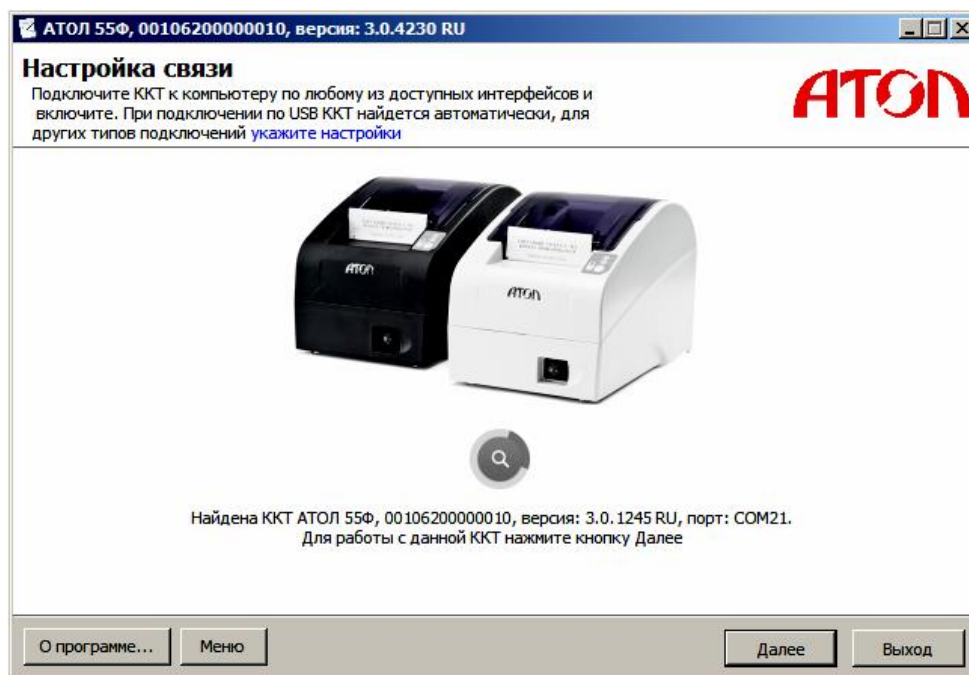 АТОЛ 55Ф, 00106200000010, версия: 3.0.4230 RU
Настройка связи
Подключите ККТ к компьютеру по любому из доступных интерфейсов и
включите. При подключении по USB ККТ найдется автоматически, для
других типов подключений укажите настройки
АТОЛ
АТОЛ
АТОЛ
Найдена ККТ АТОЛ 55Ф, 00106200000010, версия: 3.0.1245 RU, порт: COM21.
Для работы с данной ККТ нажмите кнопку Далее
О программе...
Меню
Далее
Выход